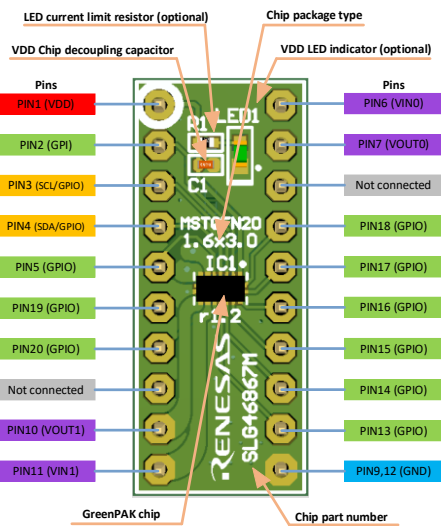 LED current limit resistor (optional)
Chip package type
VDD Chip decoupling capacitor
VDD LED indicator (optional)
Pins
Pins
PIN1 (VDD)
PIN6 (VIN0)
PIN2 (GPI)
PIN7 (VOUT0)
PIN3 (SCL/GPIO)
Not connected
PIN4 (SDA/GPIO)
PIN18 (GPIO)
PIN5 (GPIO)
PIN17 (GPIO)
PIN19 (GPIO)
PIN16 (GPIO)
PIN20 (GPIO)
PIN15 (GPIO)
Not connected
PIN14 (GPIO)
PIN10 (VOUT1)
PIN13 (GPIO)
PIN11 (VIN1)
PIN9,12 (GND)
R1
LED1
C1
MSTQFN20
1.6x3.0
IC1
r1.2
RENESAS
SLG46867M
GreenPAK chip
Chip part number